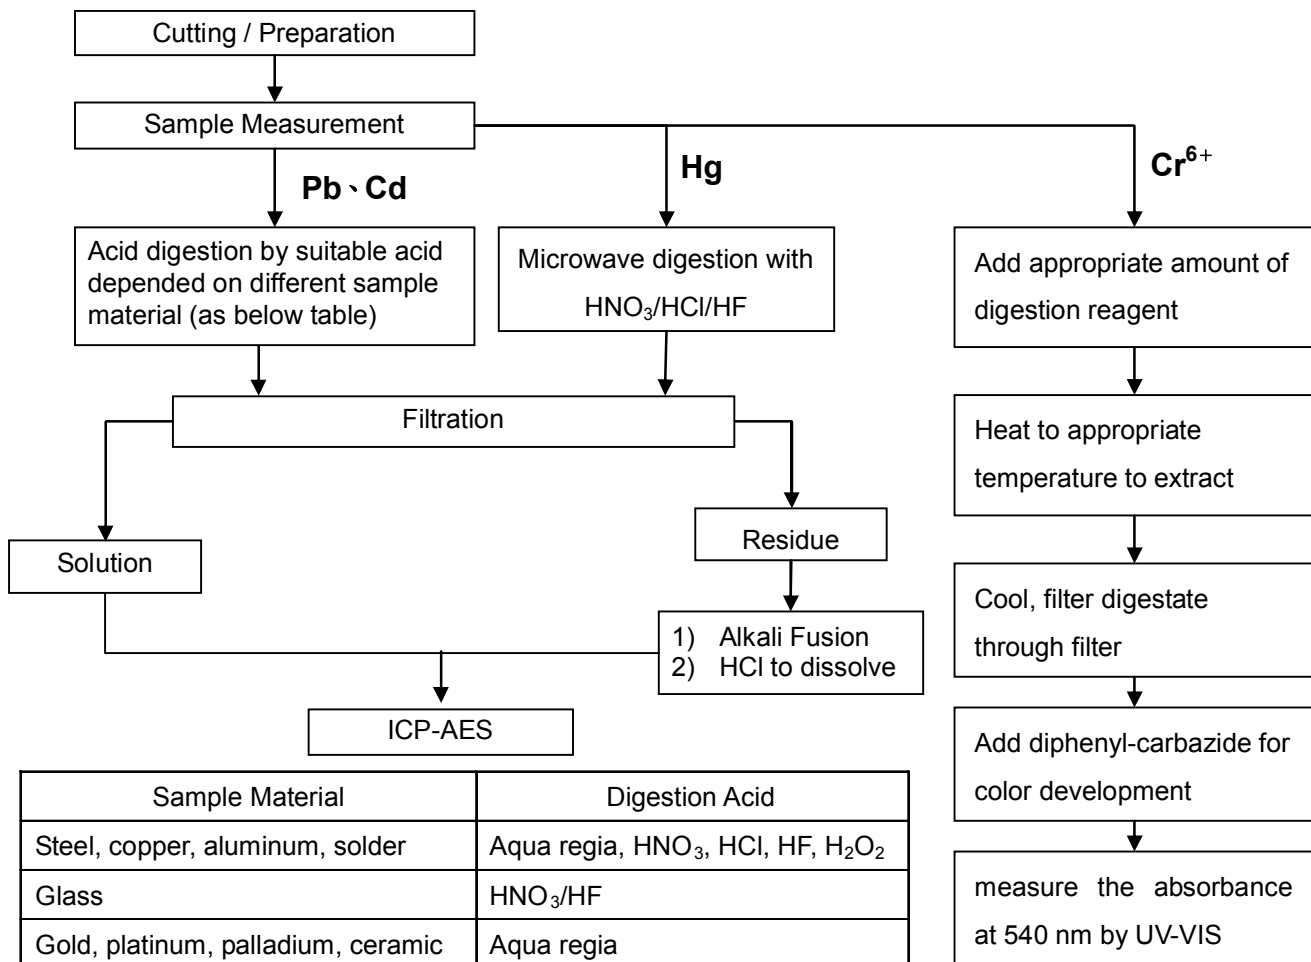 Cutting / Preparation
Sample Measurement
Pb、Cd
Hg
Cr⁶⁺
Acid digestion by suitable acid
depended on different sample
material (as below table)
Microwave digestion with
HNO₃/HCl/HF
Add appropriate amount of
digestion reagent
Filtration
Heat to appropriate
temperature to extract
Solution
Residue
1) Alkali Fusion
2) HCl to dissolve
Cool, filter digestate
through filter
ICP-AES
Add diphenyl-carbazide for
color development
measure the absorbance
at 540 nm by UV-VIS
Sample Material Digestion Acid
Steel, copper, aluminum, solder Aqua regia, HNO₃, HCl, HF, H₂O₂
Glass HNO₃/HF
Gold, platinum, palladium, ceramic Aqua regia